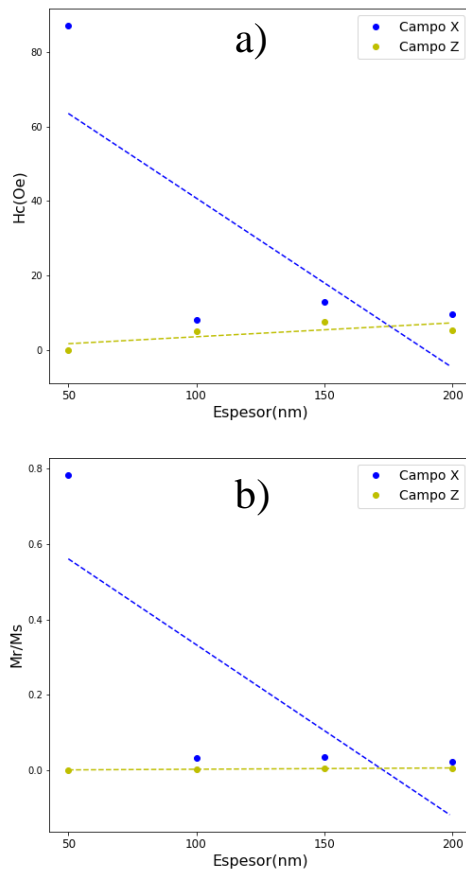 a)
Campo X
Campo Z
80
60
40
20
0
Hc(Oe)
50 100 150 200
Espesor(nm)
b)
Campo X
Campo Z
0.8
0.6
0.4
0.2
0.0
Mr/Ms
50 100 150 200
Espesor(nm)